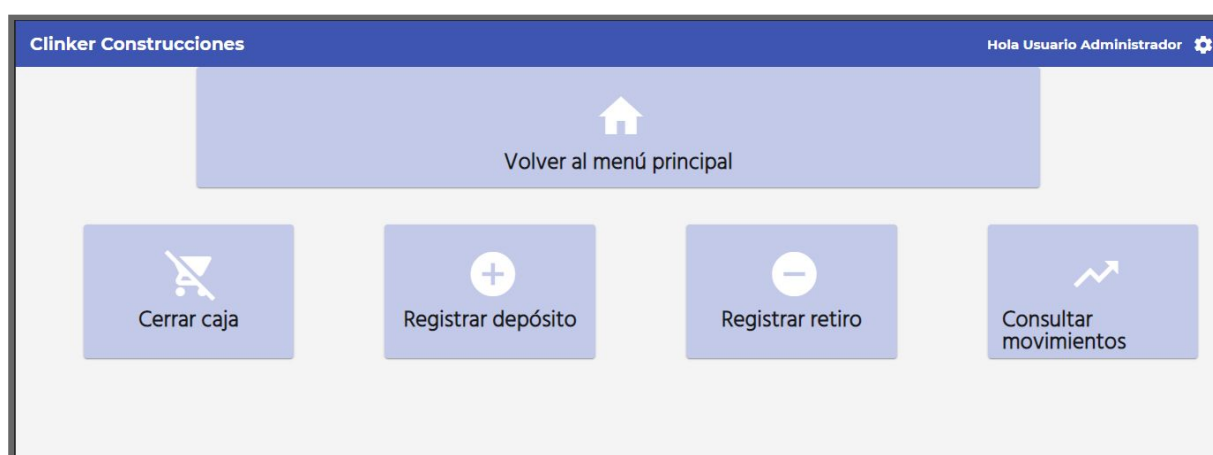 Clinker Construcciones
Hola Usuario Administrador
Volver al menú principal
Cerrar caja
Registrar depósito
Registrar retiro
Consultar
movimientos